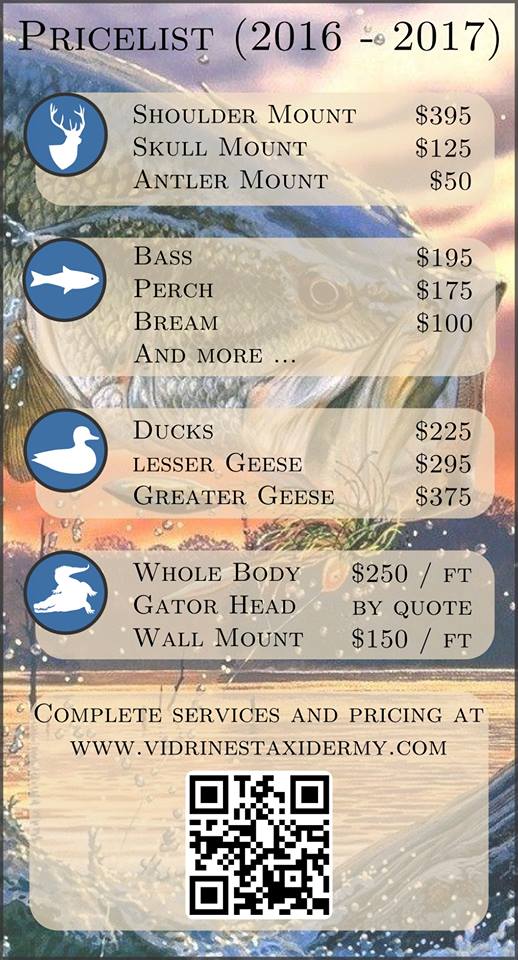 Pricelist (2016 - 2017)
Shoulder Mount $395
Skull Mount $125
Antler Mount $50
Bass $195
Perch $175
Bream $100
And more ...
Ducks $225
lesser Geese $295
Greater Geese $375
Whole Body $250 / ft
Gator Head by quote
Wall Mount $150 / ft
Complete services and pricing at
www.vidrinestaxidermy.com